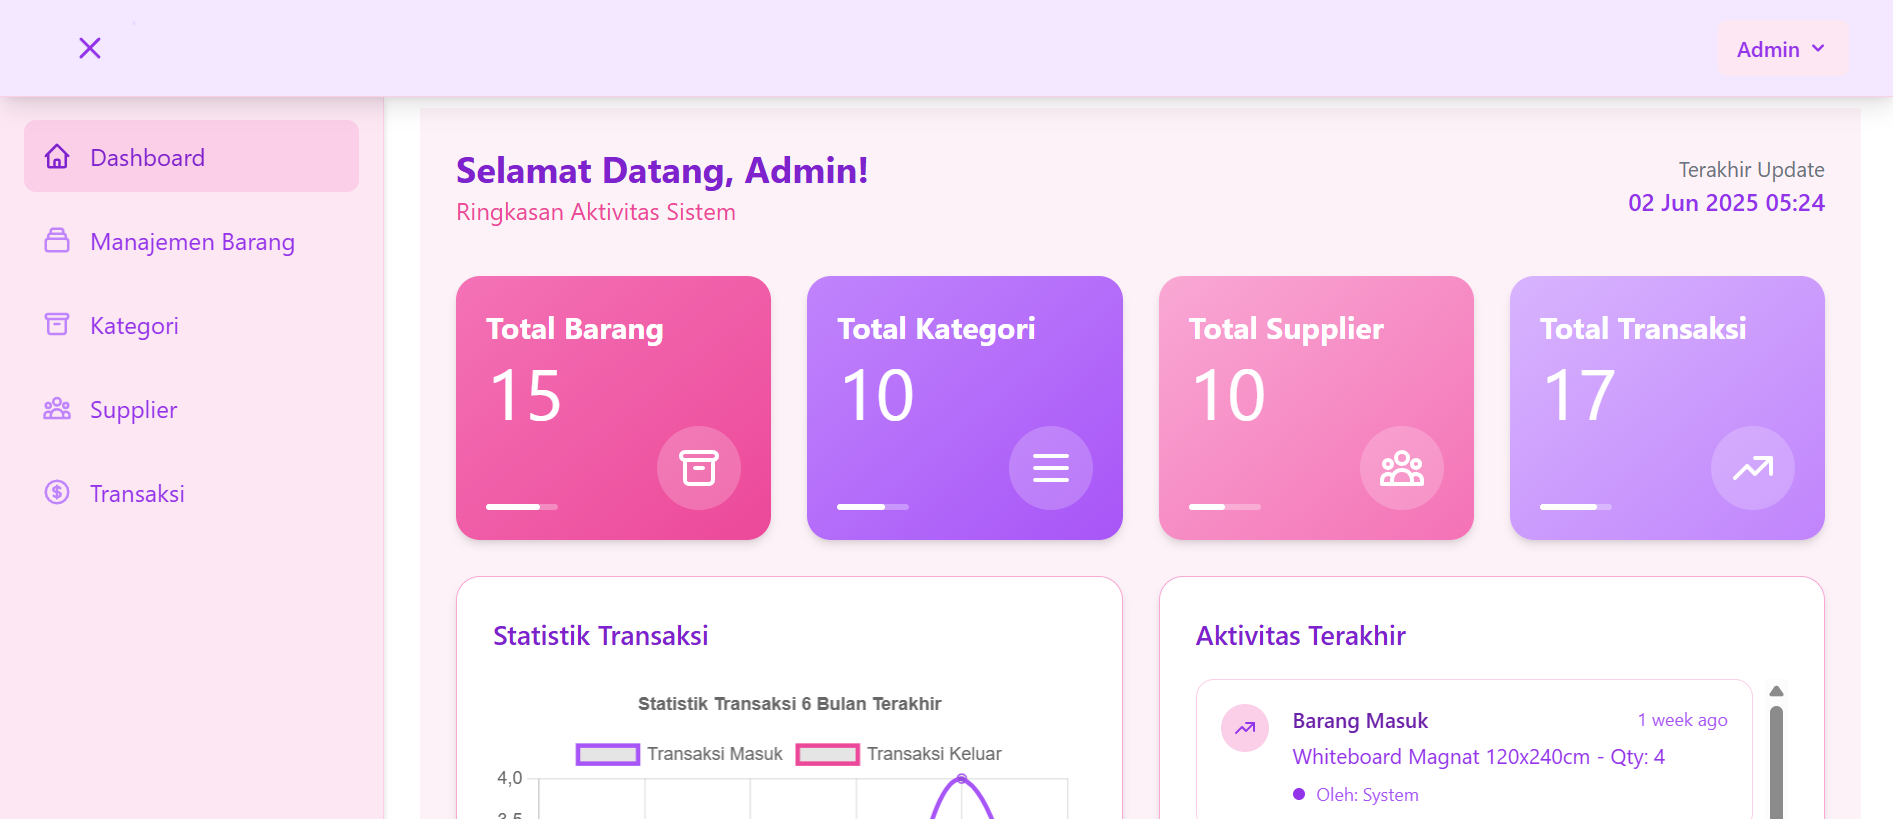 Admin
Dashboard
Manajemen Barang
Kategori
Supplier
Transaksi
Selamat Datang, Admin!
Ringkasan Aktivitas Sistem
Terakhir Update
02 Jun 2025 05:24
Total Barang
15
Total Kategori
10
Total Supplier
10
Total Transaksi
17
Statistik Transaksi
Statistik Transaksi 6 Bulan Terakhir
Transaksi Masuk Transaksi Keluar
4,0
3,5
Aktivitas Terakhir
Barang Masuk 1 week ago
Whiteboard Magnat 120x240cm - Qty: 4
Oleh: System